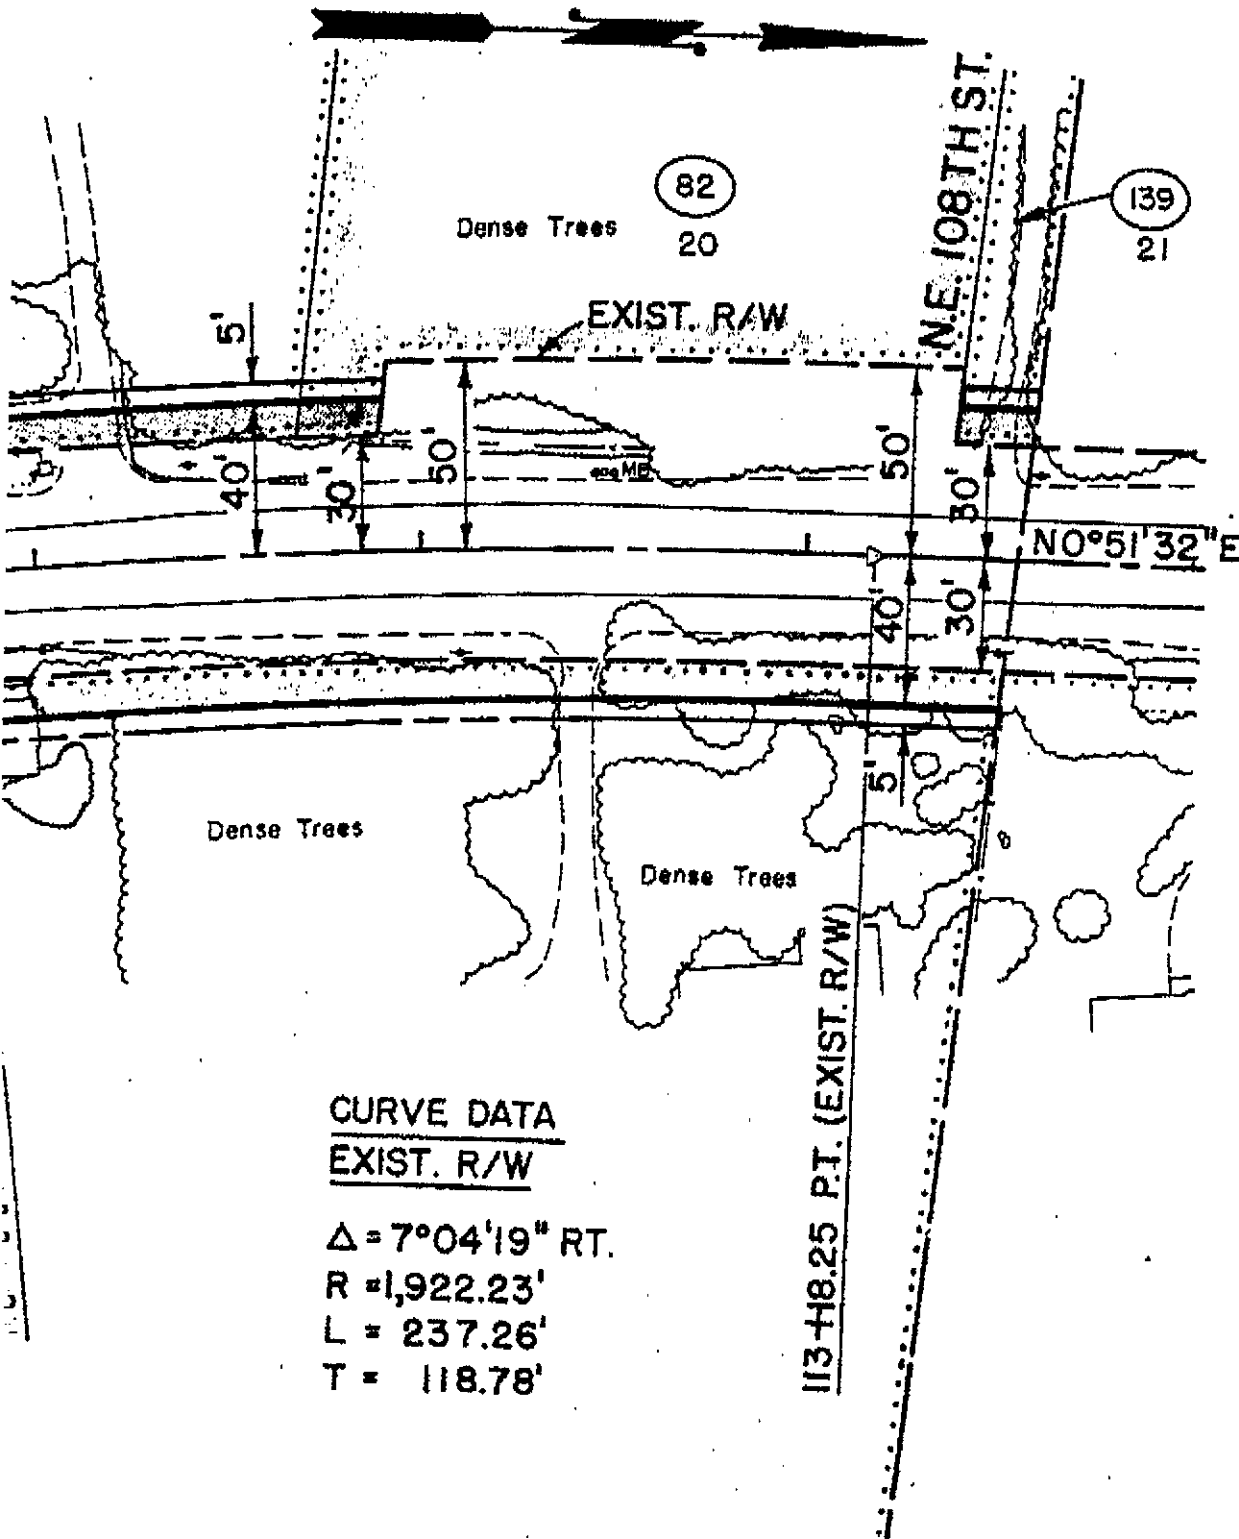 82
20
Dense Trees
N.E. 108TH ST.
139
21
EXIST. R/W
5'
40'
30'
50'
50'
30'
N0°51'32"E
40'
30'
5'
Dense Trees
Dense Trees
113+18.25 P.T. (EXIST. R/W)
CURVE DATA
EXIST. R/W
Δ = 7°04'19" RT.
R = 1,922.23'
L = 237.26'
T = 118.78'